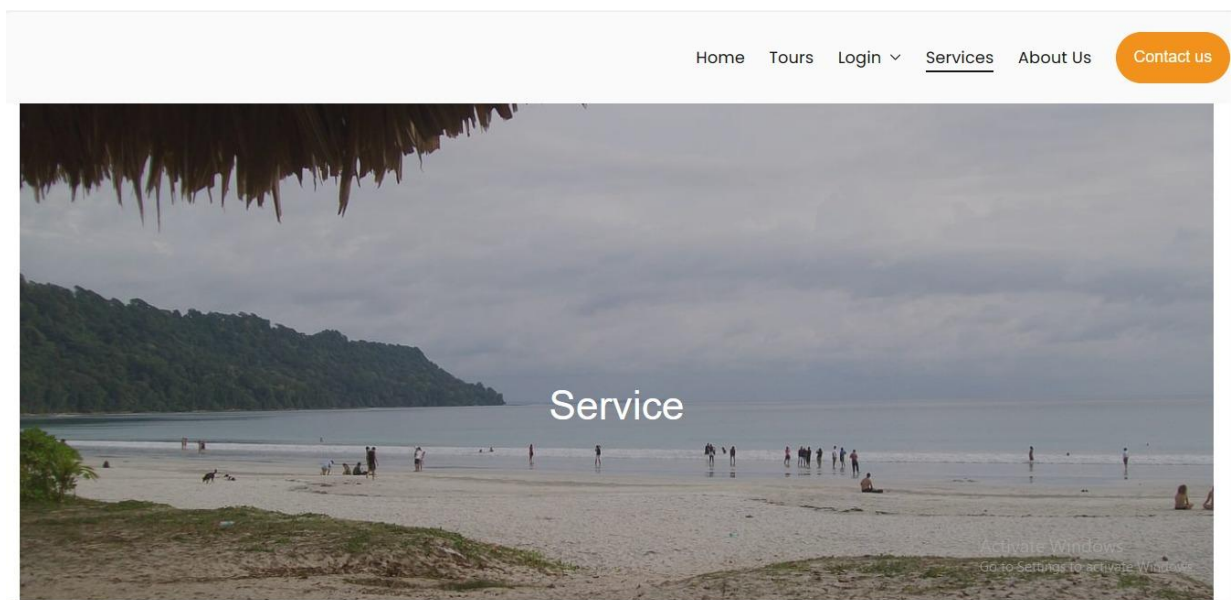 Home Tours Login Services About Us Contact us
Service
Activate Windows
Go to Settings to activate Windows.